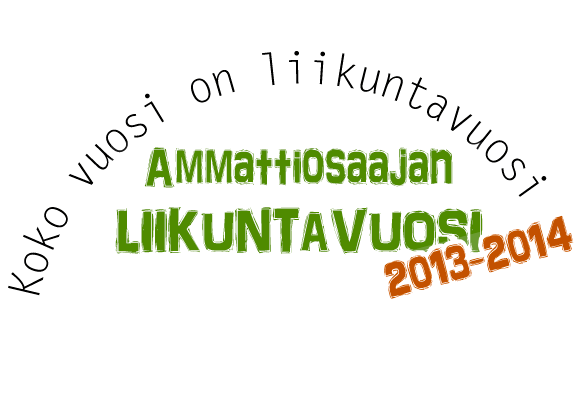 Koko vuosi on liikuntavuosi
AMMattiosaajan
LIIKUNTAVUOSI
2013-2014